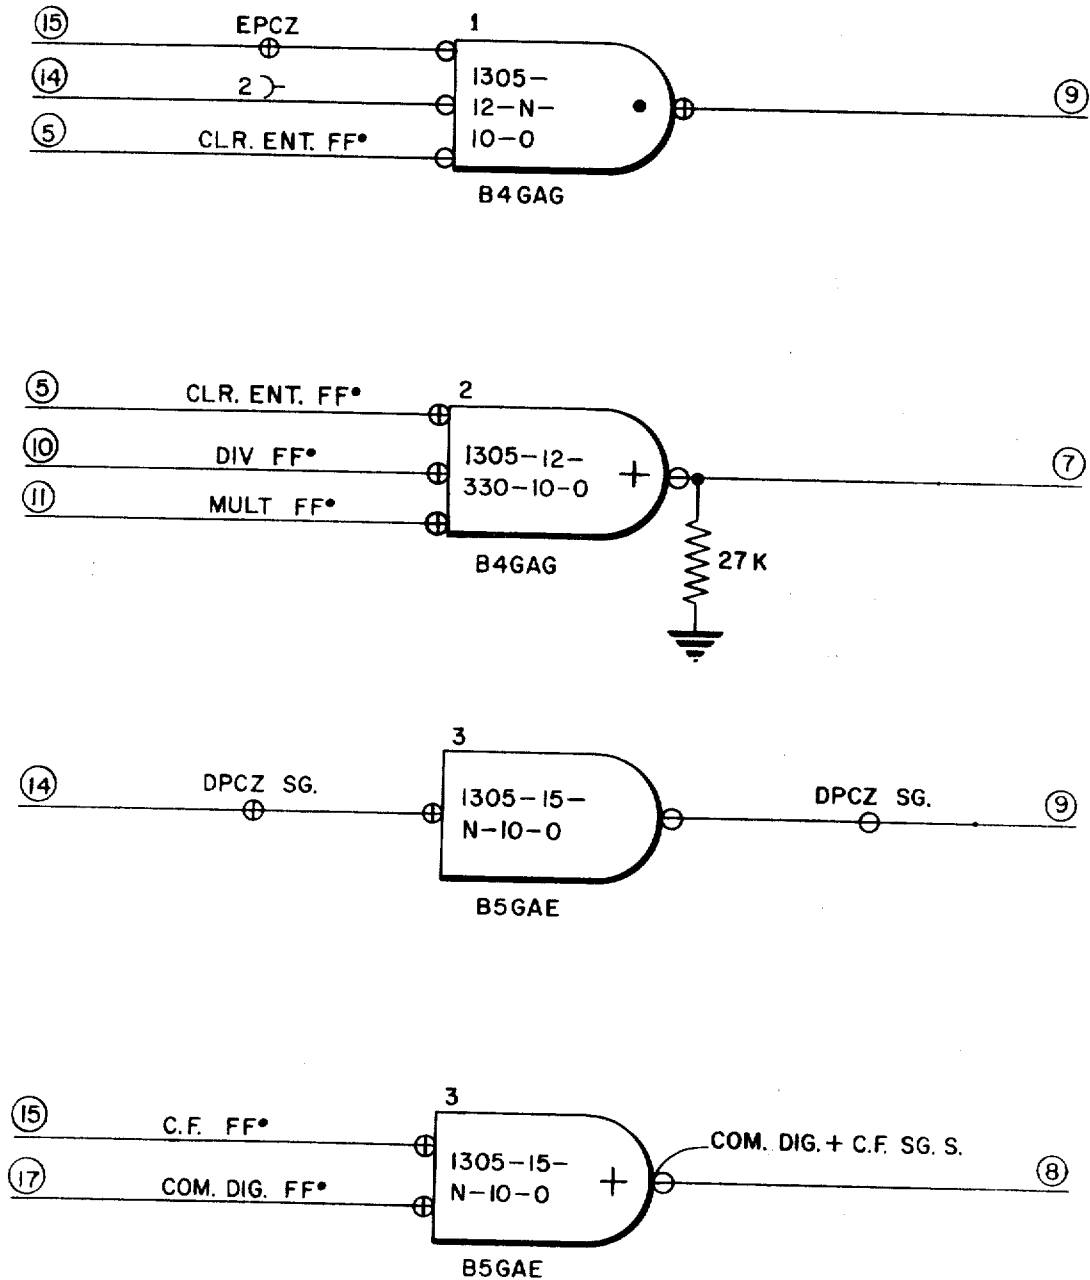 15 EPCZ 1
14 2
5 CLR. ENT. FF•
1305-
12-N-
10-0
9
B4GAG
5 CLR. ENT. FF• 2
10 DIV FF•
11 MULT FF•
1305-12-
330-10-0
+
7
B4GAG
27K
3
14 DPCZ SG.
1305-15-
N-10-0
DPCZ SG. 9
B5GAE
3
15 C.F. FF•
17 COM. DIG. FF•
1305-15-
N-10-0
+
COM. DIG. + C.F. SG. S.
8
B5GAE